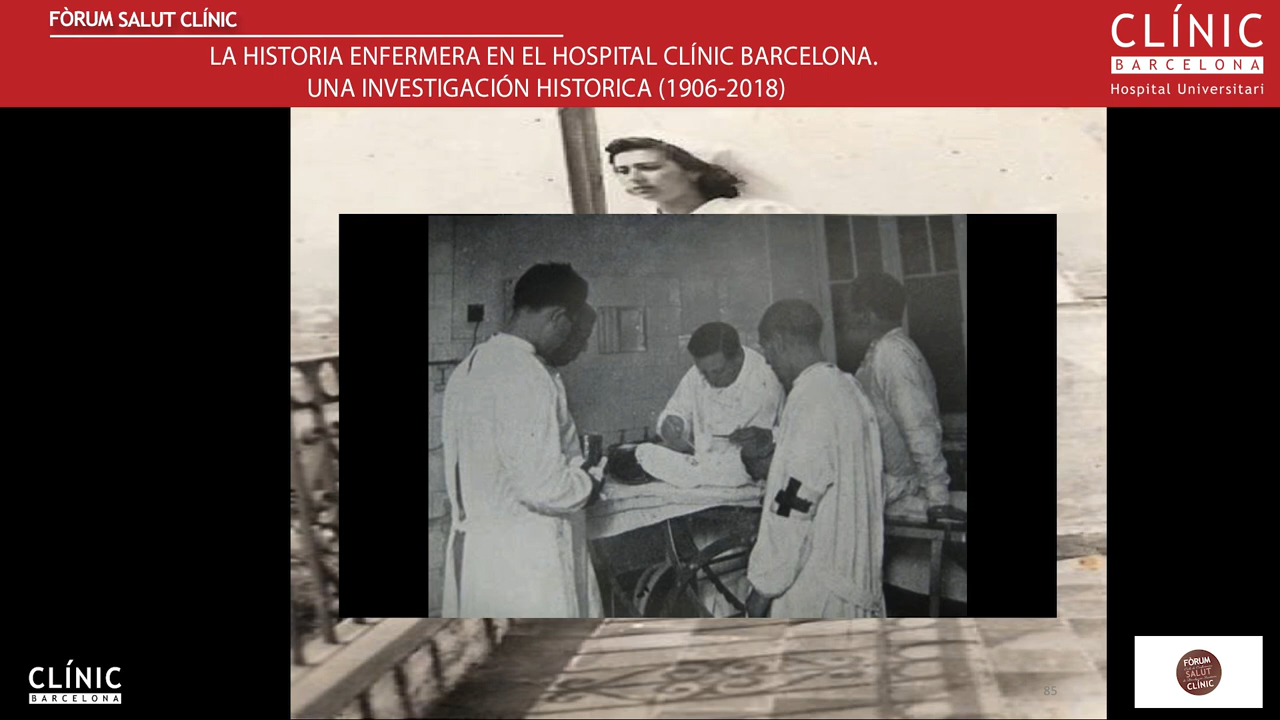 FÒRUM SALUT CLÍNIC
LA HISTORIA ENFERMERA EN EL HOSPITAL CLÍNIC BARCELONA.
UNA INVESTIGACIÓN HISTORICA (1906-2018)
CLÍNIC
BARCELONA
Hospital Universitari
85
CLÍNIC
BARCELONA
FÒRUM
SALUT
CLÍNIC